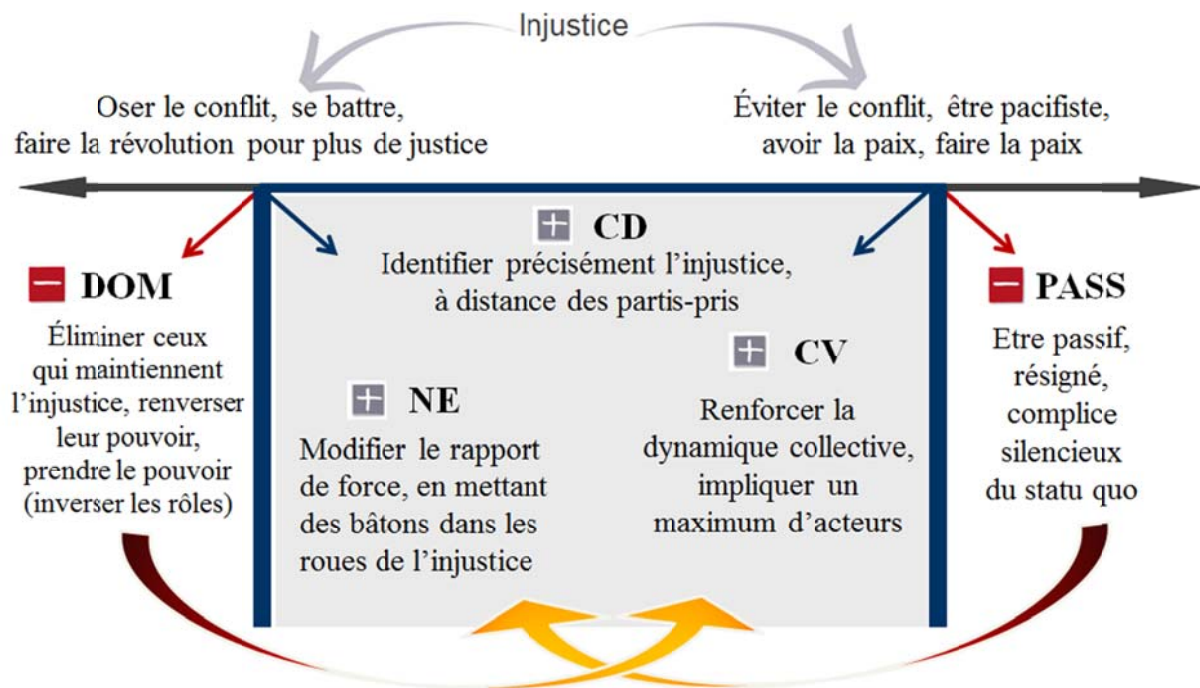 Injustice
Oser le conflit, se battre,
faire la révolution pour plus de justice
Éviter le conflit, être pacifiste,
avoir la paix, faire la paix
CD
Identifier précisément l'injustice,
à distance des partis-pris
DOM
Éliminer ceux
qui maintiennent
l'injustice, renverser
leur pouvoir,
prendre le pouvoir
(inverser les rôles)
NE
Modifier le rapport
de force, en mettant
des bâtons dans les
roues de l'injustice
CV
Renforcer la
dynamique collective,
impliquer un
maximum d'acteurs
PASS
Etre passif,
résigné,
complice
silencieux
du statu quo